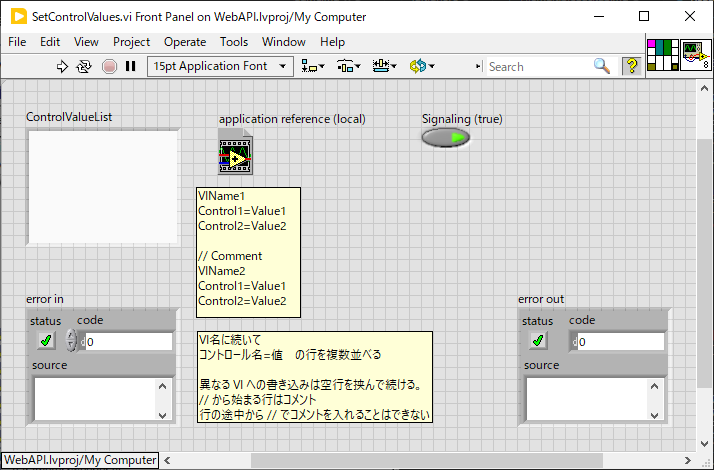 SetControlValues.vi Front Panel on WebAPI.lvproj/My Computer
File Edit View Project Operate Tools Window Help
15pt Application Font
Search
?
8
ControlValueList
application reference (local)
Signaling (true)
VIName1
Control1=Value1
Control2=Value2
// Comment
VIName2
Control1=Value1
Control2=Value2
error in
status code
0
source
error out
status code
0
source
VI名に続いて
コントロール名=値　の行を複数並べる
異なる VI への書き込みは空行を挟んで続ける。
// から始まる行はコメント
行の途中から // でコメントを入れることはできない
WebAPI.lvproj/My Computer